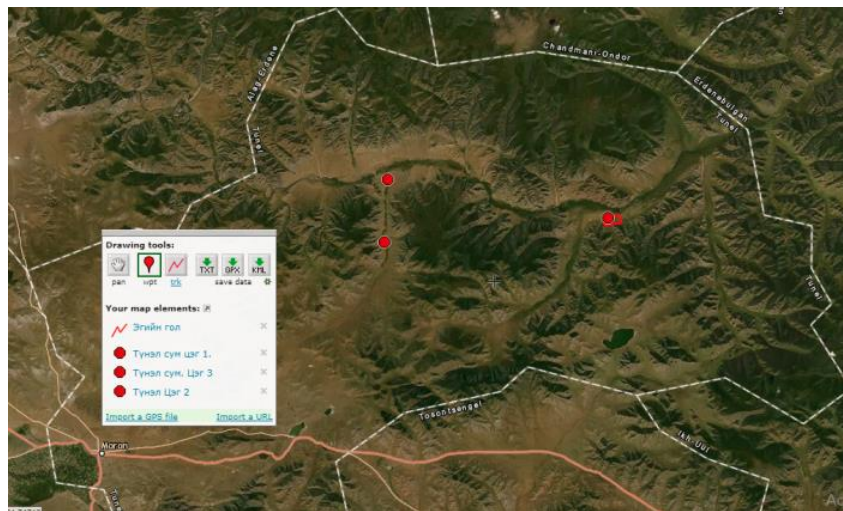 Chandmani-Ondor
Alag-Erdene
Tunel
Erdenebulgan
Tunel
Drawing tools:
pan wpt trk TXT GPX KML save data
Your map elements:
Эгийн гол
Түнэл сум цэг 1.
Түнэл сум. Цэг 3
Түнэл Цэг 2
Import a GPS file Import a URL
Tunel
Tosontsengel
Ikh-Uul
Moron
Tunel